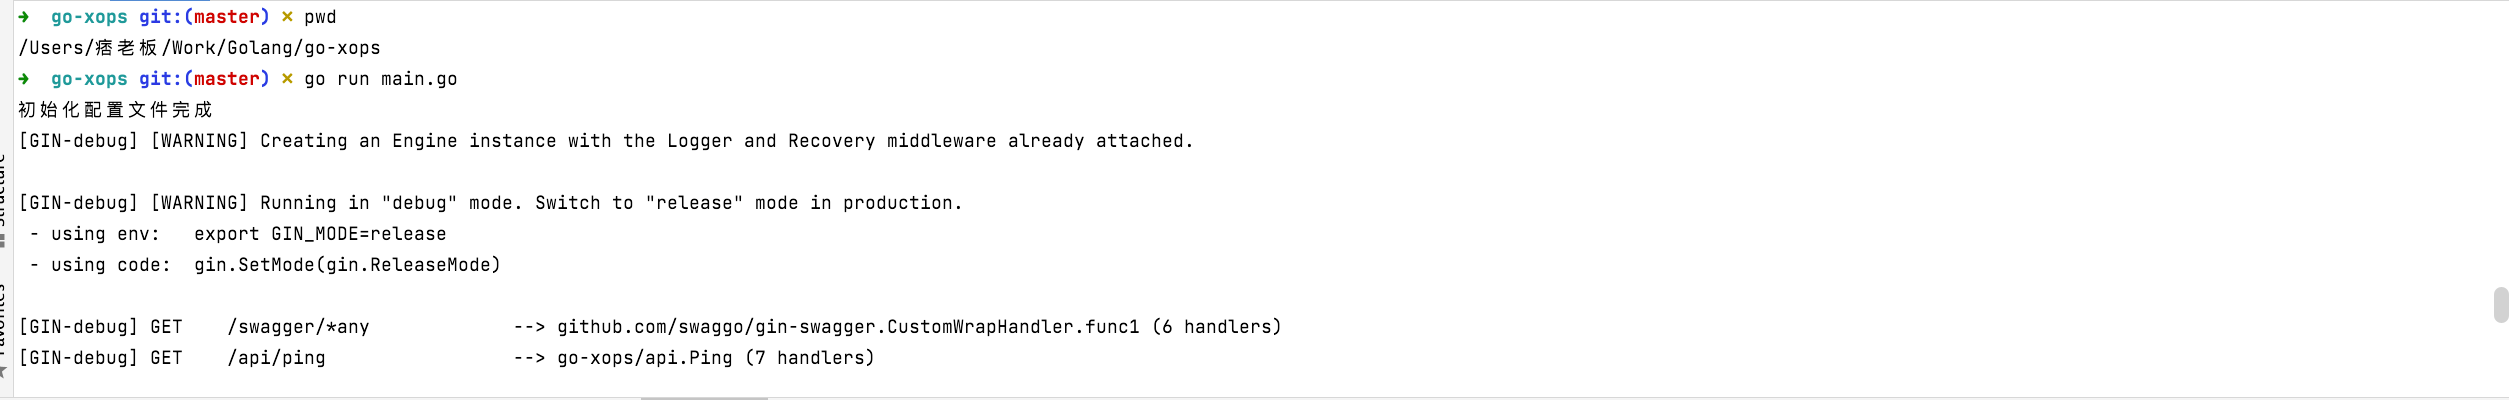 ➜  go-xops git:(master) ✗ pwd
/Users/痞老板/Work/Golang/go-xops
➜  go-xops git:(master) ✗ go run main.go
初始化配置文件完成
[GIN-debug] [WARNING] Creating an Engine instance with the Logger and Recovery middleware already attached.
[GIN-debug] [WARNING] Running in "debug" mode. Switch to "release" mode in production.
 - using env:   export GIN_MODE=release
 - using code:  gin.SetMode(gin.ReleaseMode)
[GIN-debug] GET    /swagger/*any             --> github.com/swaggo/gin-swagger.CustomWrapHandler.func1 (6 handlers)
[GIN-debug] GET    /api/ping                 --> go-xops/api.Ping (7 handlers)
Structure
Favorites